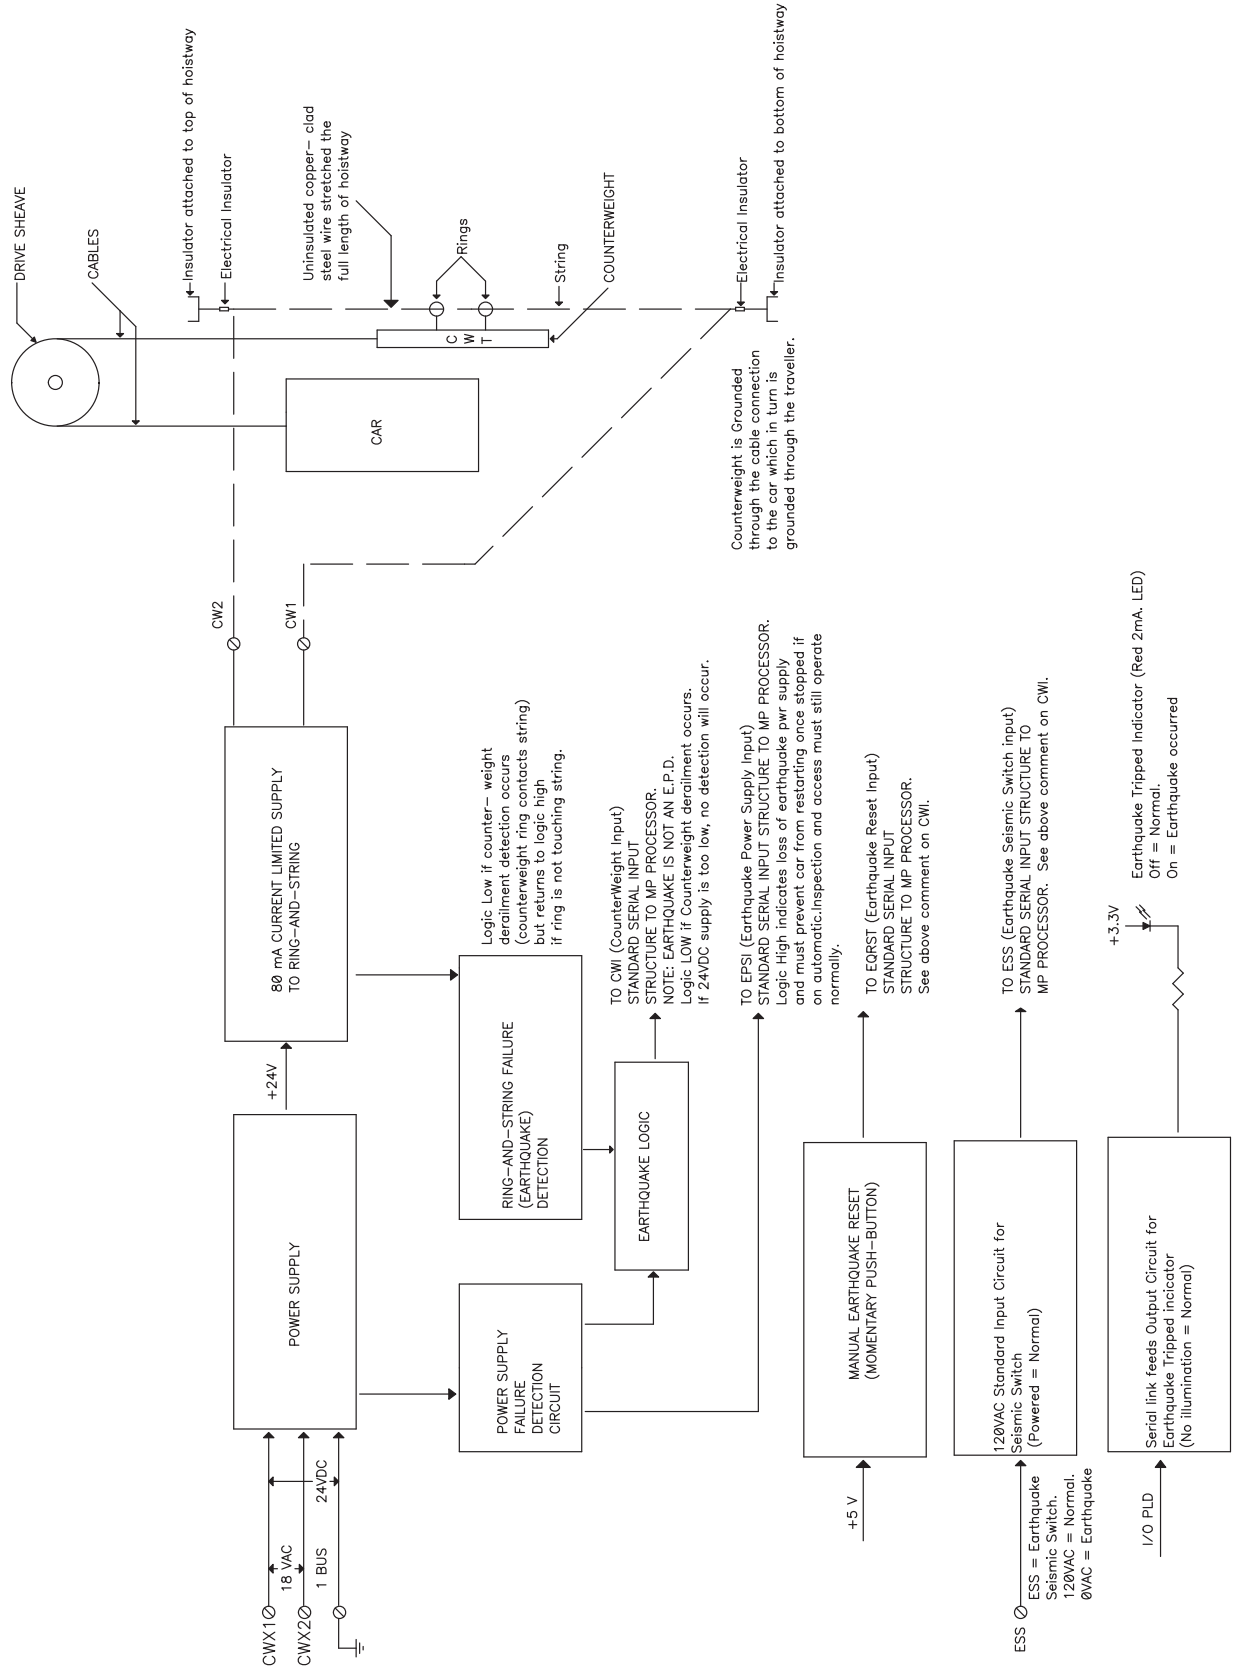 CWX1
CWX2
18 VAC
1 BUS
24VDC
POWER SUPPLY
+24V
80 mA CURRENT LIMITED SUPPLY
TO RING-AND-STRING
CW2
CW1
DRIVE SHEAVE
CABLES
CAR
C
W
T
Insulator attached to top of hoistway
Electrical Insulator
Uninsulated copper- clad
steel wire stretched the
full length of hoistway
Rings
String
COUNTERWEIGHT
Electrical Insulator
Insulator attached to bottom of hoistway
Counterweight is Grounded
through the cable connection
to the car which in turn is
grounded through the traveller.
POWER SUPPLY
FAILURE
DETECTION
CIRCUIT
RING-AND-STRING FAILURE
(EARTHQUAKE)
DETECTION
Logic Low if counter- weight
derailment detection occurs
(counterweight ring contacts string)
but returns to logic high
if ring is not touching string.
EARTHQUAKE LOGIC
TO CWI (CounterWeight Input)
STANDARD SERIAL INPUT
STRUCTURE TO MP PROCESSOR.
NOTE: EARTHQUAKE IS NOT AN E.P.D.
Logic LOW if Counterweight derailment occurs.
If 24VDC supply is too low, no detection will occur.
TO EPSI (Earthquake Power Supply Input)
STANDARD SERIAL INPUT STRUCTURE TO MP PROCESSOR.
Logic High indicates loss of earthquake pwr supply
and must prevent car from restarting once stopped if
on automatic.Inspection and access must still operate
normally.
+5 V
MANUAL EARTHQUAKE RESET
(MOMENTARY PUSH-BUTTON)
TO EQRST (Earthquake Reset Input)
STANDARD SERIAL INPUT
STRUCTURE TO MP PROCESSOR.
See above comment on CWI.
ESS
ESS = Earthquake
Seismic Switch.
120VAC = Normal.
0VAC = Earthquake
120VAC Standard Input Circuit for
Seismic Switch
(Powered = Normal)
TO ESS (Earthquake Seismic Switch input)
STANDARD SERIAL INPUT STRUCTURE TO
MP PROCESSOR. See above comment on CWI.
I/O PLD
Serial link feeds Output Circuit for
Earthquake Tripped incicator
(No illumination = Normal)
+3.3V
Earthquake Tripped Indicator (Red 2mA. LED)
Off = Normal.
On = Earthquake occurred